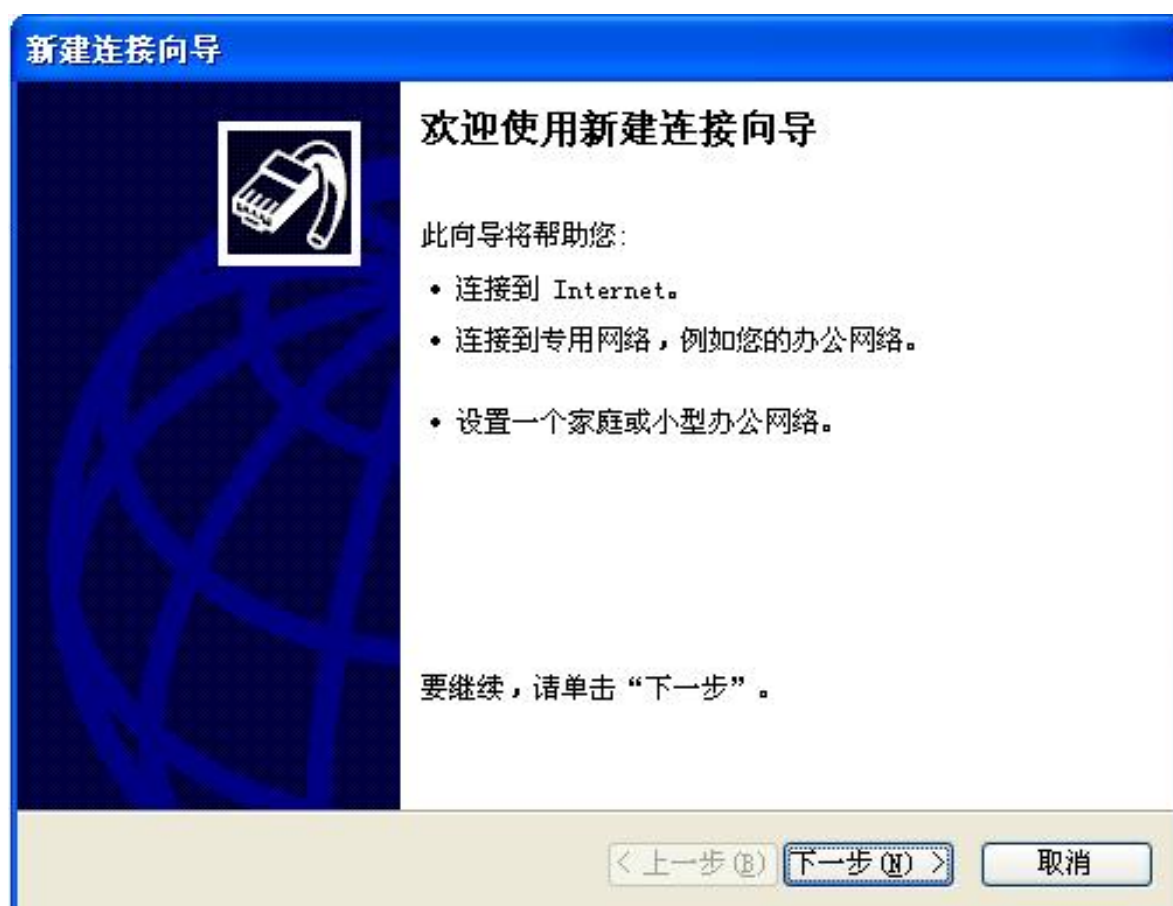 新建连接向导
欢迎使用新建连接向导
此向导将帮助您:
• 连接到 Internet。
• 连接到专用网络，例如您的办公网络。
• 设置一个家庭或小型办公网络。
要继续，请单击“下一步”。
< 上一步(B) 下一步(N) > 取消